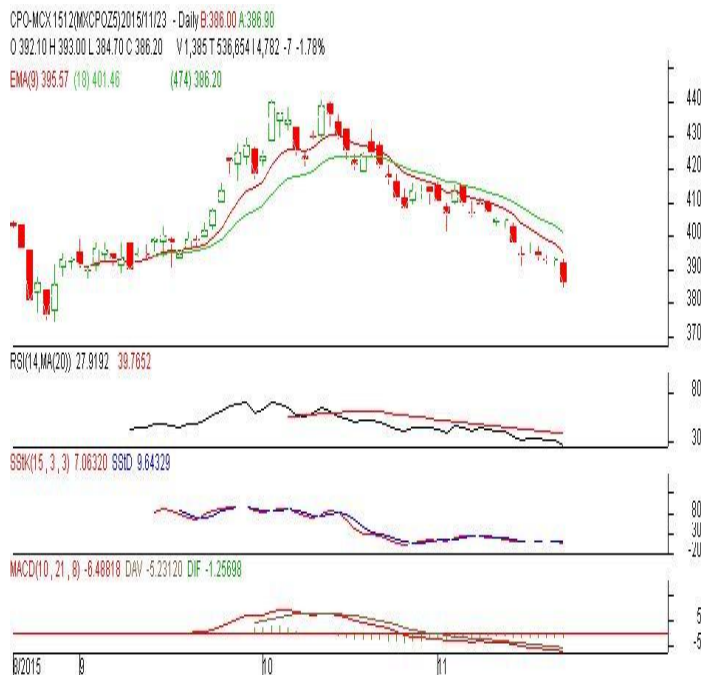 CPO-MCX 1512(MXCPOZ5)2015/11/23 - Daily B:386.00 A:386.90
O 392.10 H 393.00 L 384.70 C 386.20 V 1,385 T 536,654 I 4,782 -7 -1.78%
EMA(9) 395.57 (18) 401.46 (474) 386.20
440
430
420
410
400
390
380
370
RSI(14,MA(20)) 27.9192 39.7652
80
30
SStK(15 , 3 , 3) 7.06320 SStD 9.64329
80
30
-20
MACD(10 , 21 , 8) -6.48818 DAV -5.23120 DIF -1.25698
5
-5
8/2015 9 10 11